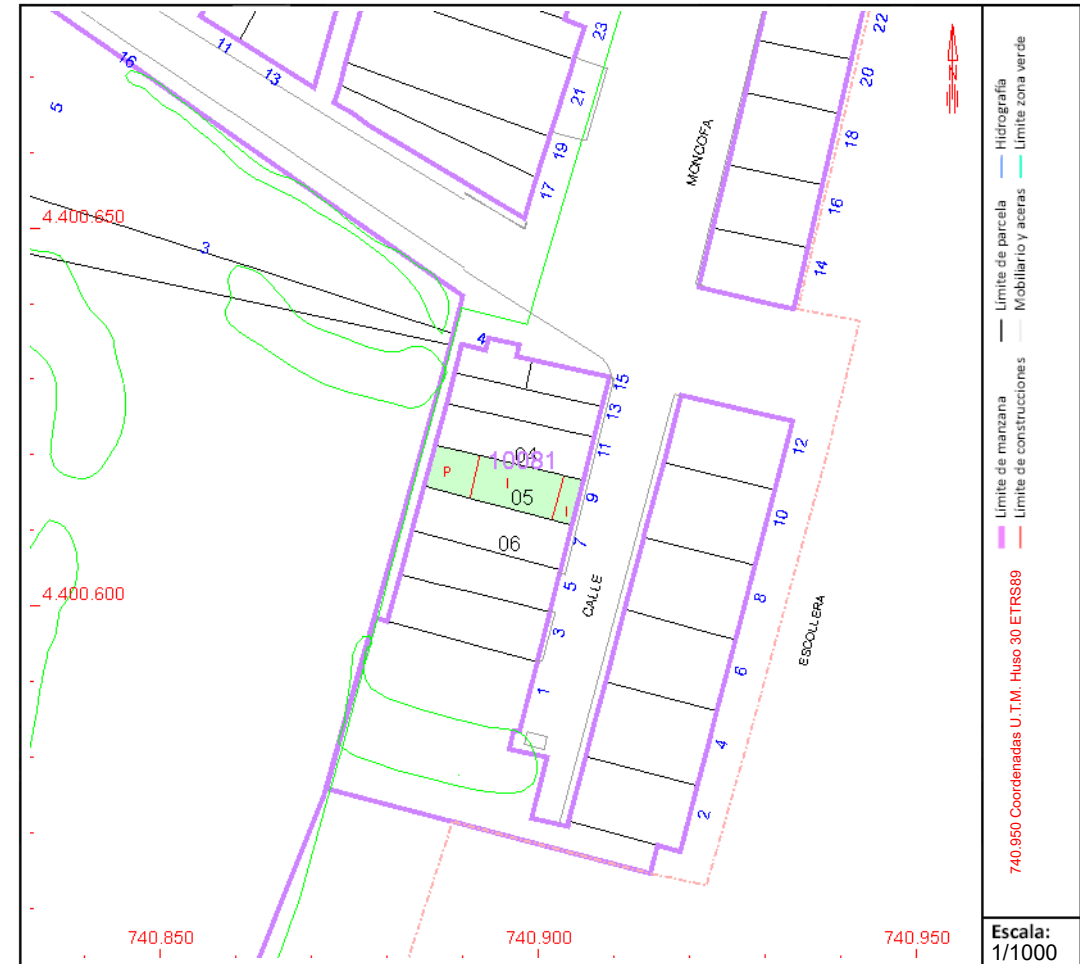 23
22
11
16
13
20
21
5
18
MONCOFA
19
17
16
4.400.650
3
14
4
15
13
12
04
11
10081
P
I
05
9
I
10
7
06
5
CALLE
4.400.600
8
3
ESCOLLERA
6
1
4
2
740.850
740.900
740.950
Hidrografía
Límite zona verde
Límite de parcela
Mobiliario y aceras
Límite de manzana
Límite de construcciones
740.950 Coordenadas U.T.M. Huso 30 ETRS89
Escala:
1/1000